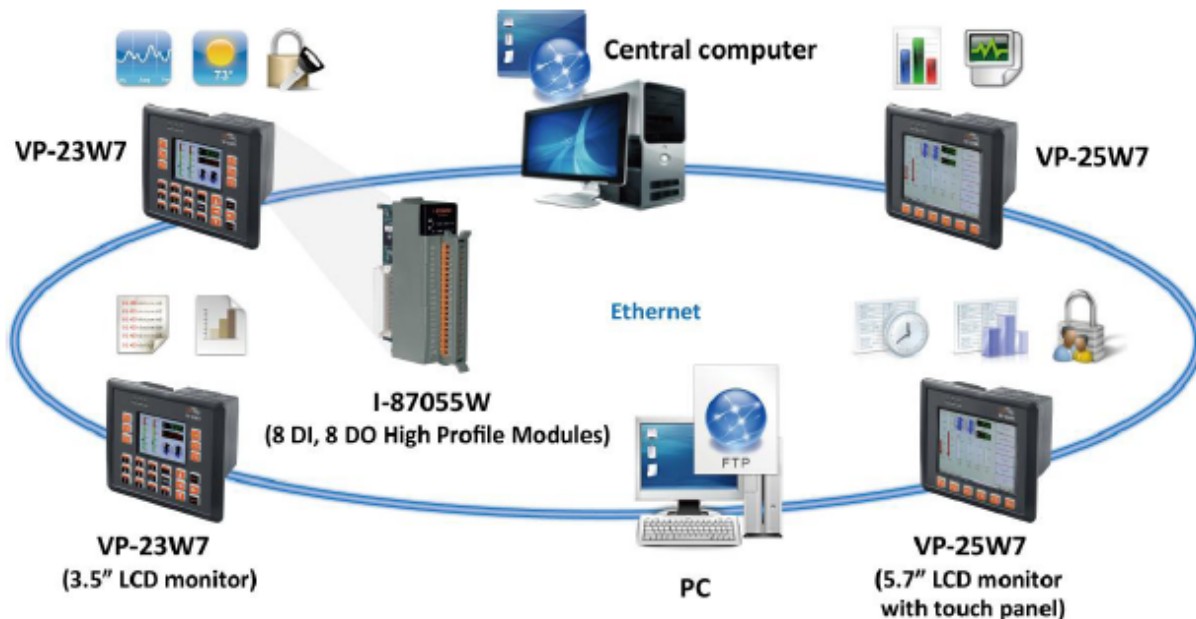 Central computer
73°
VP-23W7
VP-25W7
Ethernet
I-87055W
(8 DI, 8 DO High Profile Modules)
FTP
VP-23W7
(3.5” LCD monitor)
PC
VP-25W7
(5.7” LCD monitor
with touch panel)